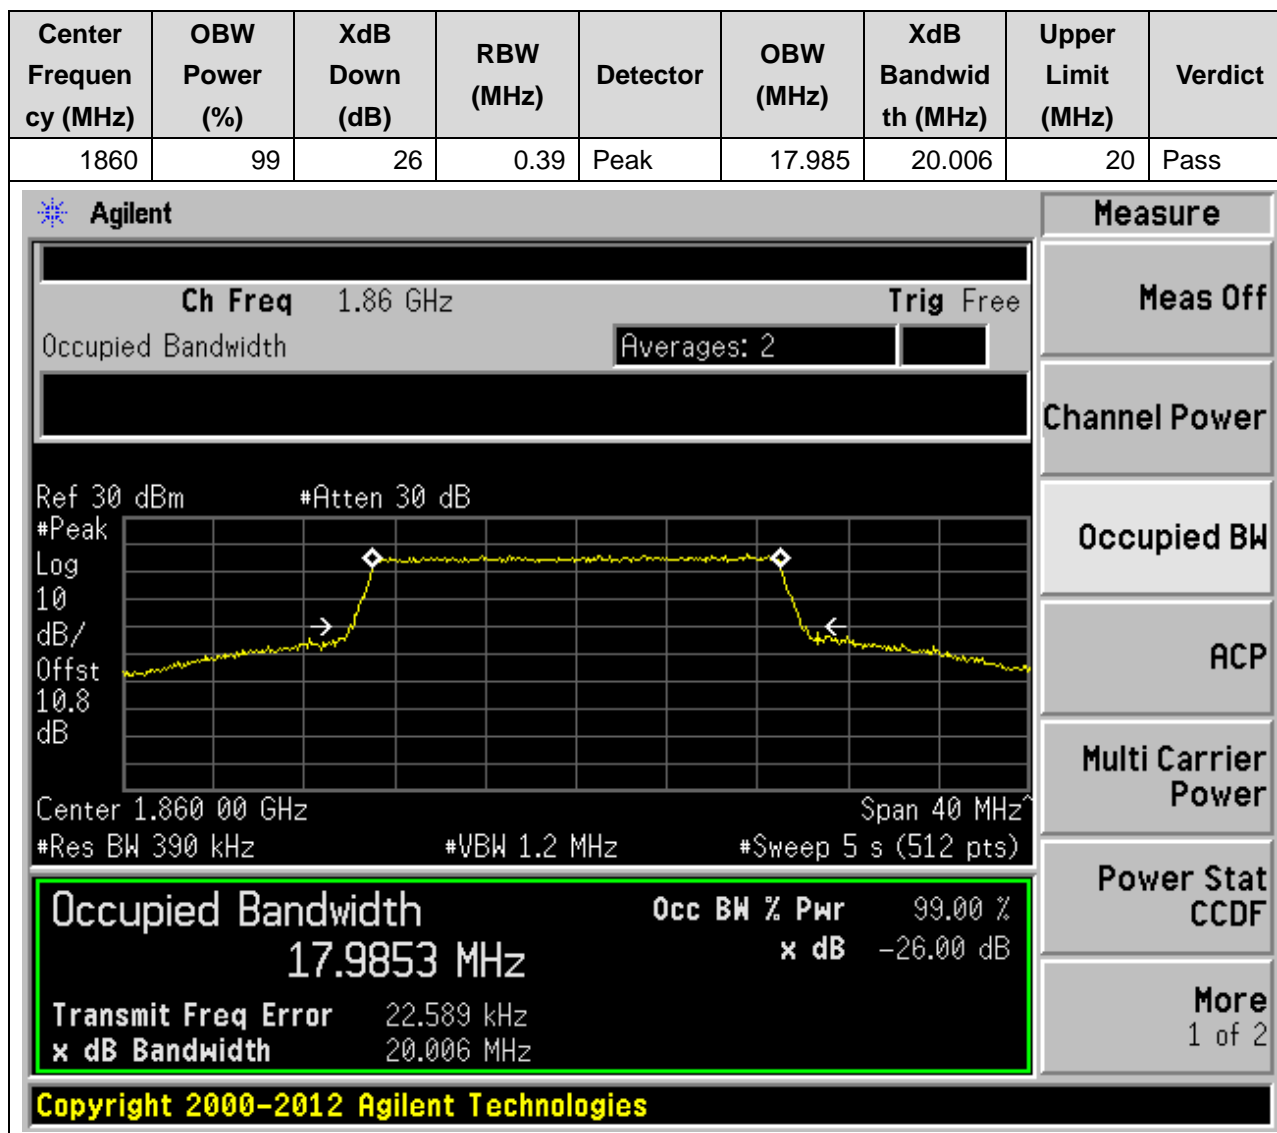 Center Frequen cy (MHz)
OBW Power (%)
XdB Down (dB)
RBW (MHz)
Detector
OBW (MHz)
XdB Bandwid th (MHz)
Upper Limit (MHz)
Verdict
1860 99 26 0.39 Peak 17.985 20.006 20 Pass
Agilent
Measure
Ch Freq 1.86 GHz Trig Free
Occupied Bandwidth Averages: 2
Ref 30 dBm #Atten 30 dB
#Peak
Log
10
dB/
Offst
10.8
dB
Center 1.860 00 GHz Span 40 MHz^
#Res BW 390 kHz #VBW 1.2 MHz #Sweep 5 s (512 pts)
Occupied Bandwidth Occ BW % Pwr 99.00 %
17.9853 MHz x dB -26.00 dB
Transmit Freq Error 22.589 kHz
x dB Bandwidth 20.006 MHz
Meas Off
Channel Power
Occupied BW
ACP
Multi Carrier
Power
Power Stat
CCDF
More
1 of 2
Copyright 2000-2012 Agilent Technologies